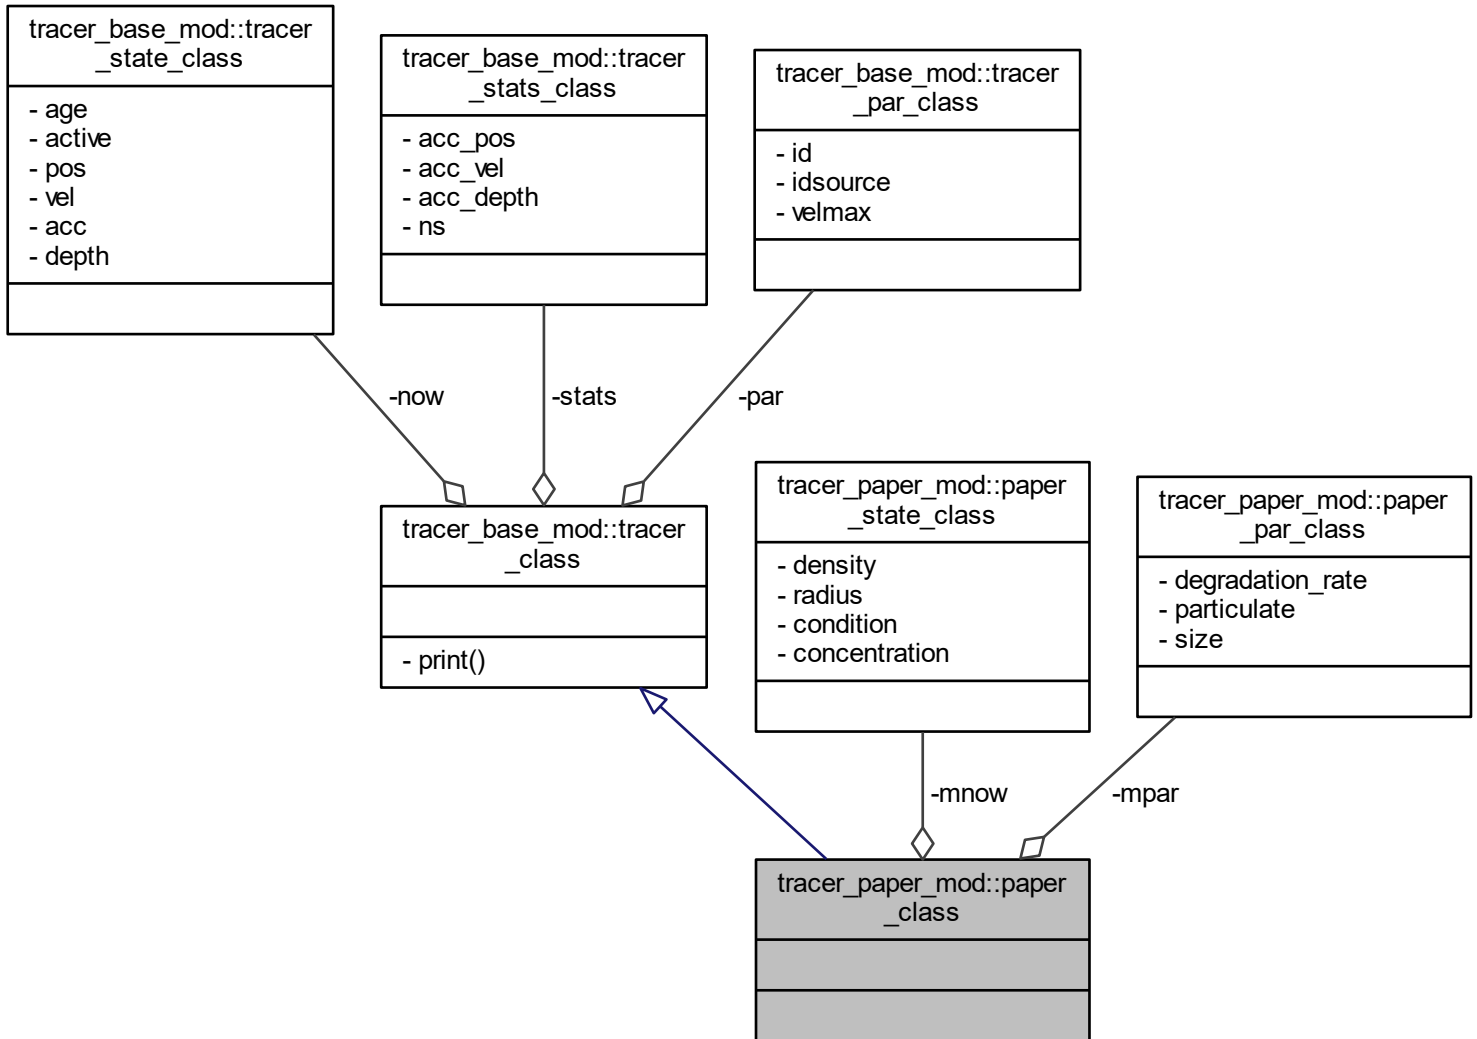 tracer_base_mod::tracer
_state_class
- age
- active
- pos
- vel
- acc
- depth
tracer_base_mod::tracer
_stats_class
- acc_pos
- acc_vel
- acc_depth
- ns
tracer_base_mod::tracer
_par_class
- id
- idsource
- velmax
-now
-stats
-par
tracer_base_mod::tracer
_class
- print()
tracer_paper_mod::paper
_state_class
- density
- radius
- condition
- concentration
tracer_paper_mod::paper
_par_class
- degradation_rate
- particulate
- size
-mnow
-mpar
tracer_paper_mod::paper
_class